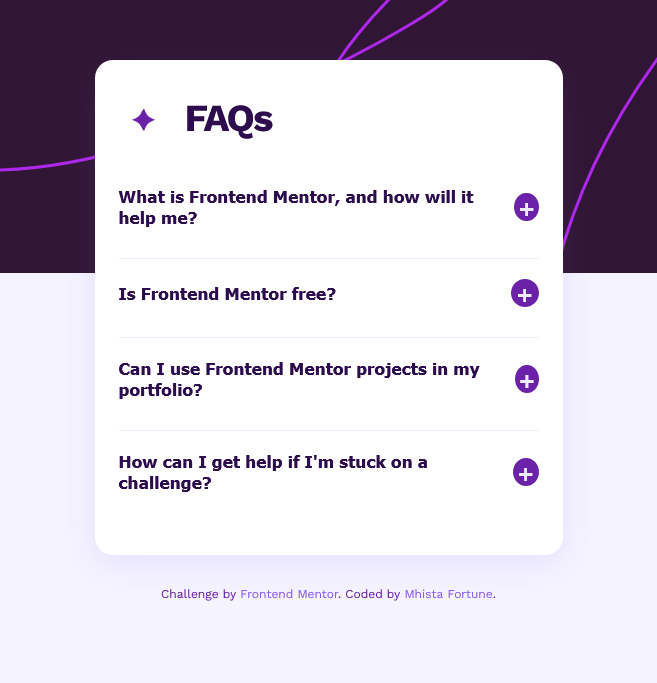 FAQs
What is Frontend Mentor, and how will it
help me?
+
Is Frontend Mentor free?
+
Can I use Frontend Mentor projects in my
portfolio?
+
How can I get help if I'm stuck on a
challenge?
+
Challenge by Frontend Mentor. Coded by Mhista Fortune.